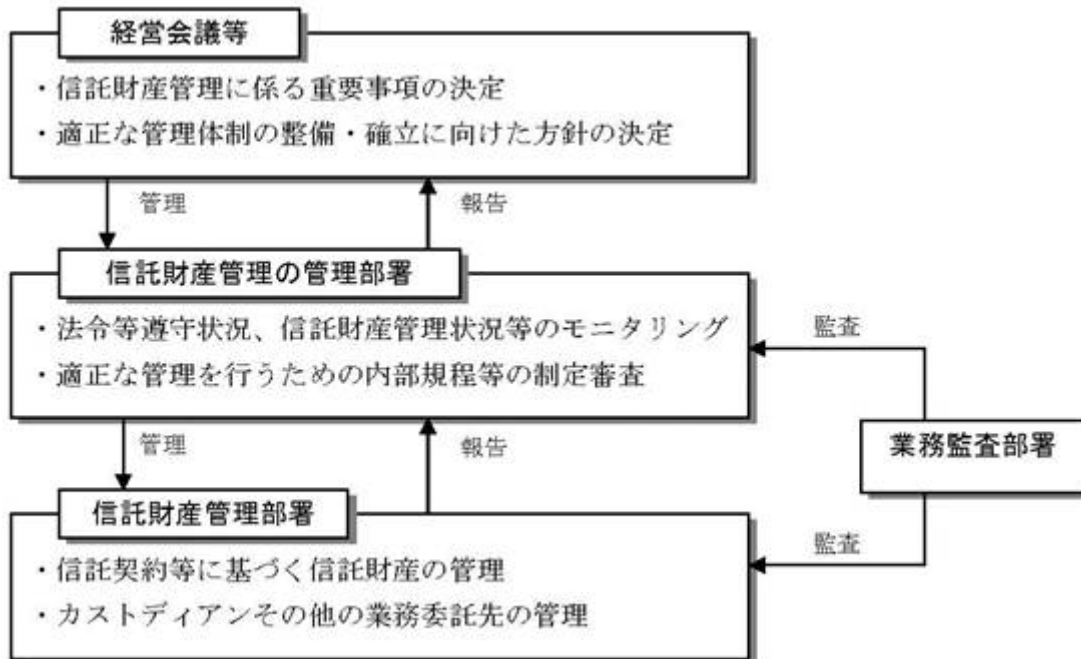 経営会議等
・信託財産管理に係る重要事項の決定
・適正な管理体制の整備・確立に向けた方針の決定
管理
報告
信託財産管理の管理部署
・法令等遵守状況、信託財産管理状況等のモニタリング
・適正な管理を行うための内部規程等の制定審査
監査
管理
報告
業務監査部署
信託財産管理部署
・信託契約等に基づく信託財産の管理
・カストディアンその他の業務委託先の管理
監査